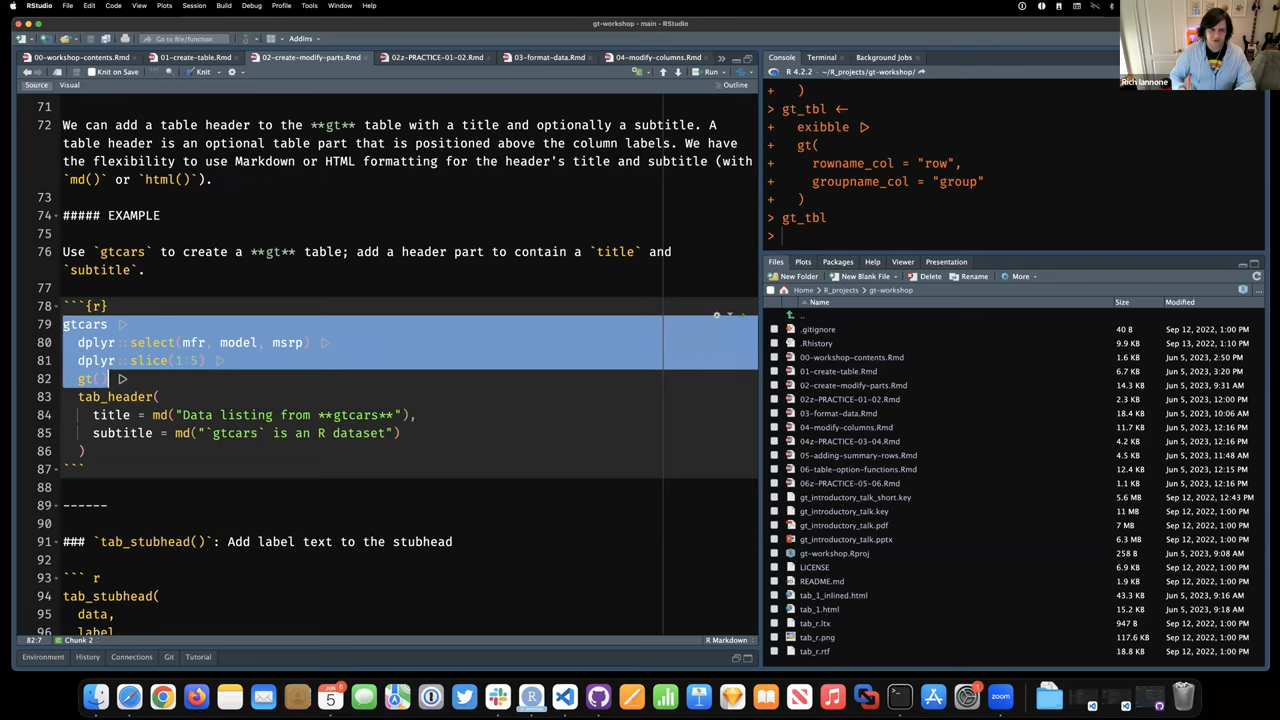 RStudio File Edit Code View Plots Session Build Debug Profile Tools Window Help
gt-workshop - main - RStudio
Go to file/function Addins
00-workshop-contents.Rmd 01-create-table.Rmd 02-create-modify-parts.Rmd 02z-PRACTICE-01-02.Rmd 03-format-data.Rmd 04-modify-columns.Rmd
Knit on Save Knit Run
Source Visual Outline
71
72 We can add a table header to the **gt** table with a title and optionally a subtitle. A
table header is an optional table part that is positioned above the column labels. We have
the flexibility to use Markdown or HTML formatting for the header's title and subtitle (with
`md()` or `html()`).
73
74 ##### EXAMPLE
75
76 Use `gtcars` to create a **gt** table; add a header part to contain a `title` and
`subtitle`.
77
78 ```{r}
79 gtcars |>
80 dplyr::select(mfr, model, msrp) |>
81 dplyr::slice(1:5) |>
82 gt() |>
83 tab_header(
84 title = md("Data listing from **gtcars**"),
85 subtitle = md("`gtcars` is an R dataset")
86 )
87 ```
88
89 ------
90
91 ### `tab_stubhead()`: Add label text to the stubhead
92
93 ``` r
94 tab_stubhead(
95 data,
96 label
82:7 Chunk 2 R Markdown
Environment History Connections Git Tutorial
Console Terminal Background Jobs
R 4.2.2 · ~/R_projects/gt-workshop/
+ )
> gt_tbl <-
+ exibble |>
+ gt(
+ rowname_col = "row",
+ groupname_col = "group"
+ )
> gt_tbl
>
Files Plots Packages Help Viewer Presentation
New Folder New Blank File Delete Rename More
Home R_projects gt-workshop
Name Size Modified
..
.gitignore 40 B Sep 12, 2022, 1:00 PM
.Rhistory 9.9 KB Sep 13, 2022, 1:10 PM
00-workshop-contents.Rmd 1.6 KB Jun 5, 2023, 2:50 PM
01-create-table.Rmd 6.7 KB Jun 5, 2023, 3:20 PM
02-create-modify-parts.Rmd 14.3 KB Jun 5, 2023, 9:31 AM
02z-PRACTICE-01-02.Rmd 2.3 KB Jun 5, 2023, 12:00 PM
03-format-data.Rmd 18.4 KB Jun 5, 2023, 10:06 AM
04-modify-columns.Rmd 11.7 KB Jun 5, 2023, 12:15 PM
04z-PRACTICE-03-04.Rmd 4.2 KB Jun 5, 2023, 12:16 PM
05-adding-summary-rows.Rmd 4.5 KB Jun 5, 2023, 11:48 AM
06-table-option-functions.Rmd 12.4 KB Jun 5, 2023, 12:15 PM
06z-PRACTICE-05-06.Rmd 1.1 KB Jun 5, 2023, 12:16 PM
gt_introductory_talk_short.key 5.6 MB Sep 12, 2022, 12:43 PM
gt_introductory_talk.key 11 MB Sep 12, 2022, 1:00 PM
gt_introductory_talk.pdf 7 MB Sep 12, 2022, 1:00 PM
gt_introductory_talk.pptx 6.3 MB Sep 12, 2022, 1:00 PM
gt-workshop.Rproj 258 B Jun 5, 2023, 9:08 AM
LICENSE 6.9 KB Sep 12, 2022, 1:00 PM
README.md 1.9 KB Sep 12, 2022, 1:00 PM
tab_1_inlined.html 43.3 KB Jun 5, 2023, 9:16 AM
tab_1.html 15.2 KB Jun 5, 2023, 9:18 AM
tab_r.ltx 947 B Sep 12, 2022, 1:00 PM
tab_r.png 117.6 KB Sep 12, 2022, 1:00 PM
tab_r.rtf 18.8 KB Sep 12, 2022, 1:00 PM
Rich Iannone
JUN 5
zoom